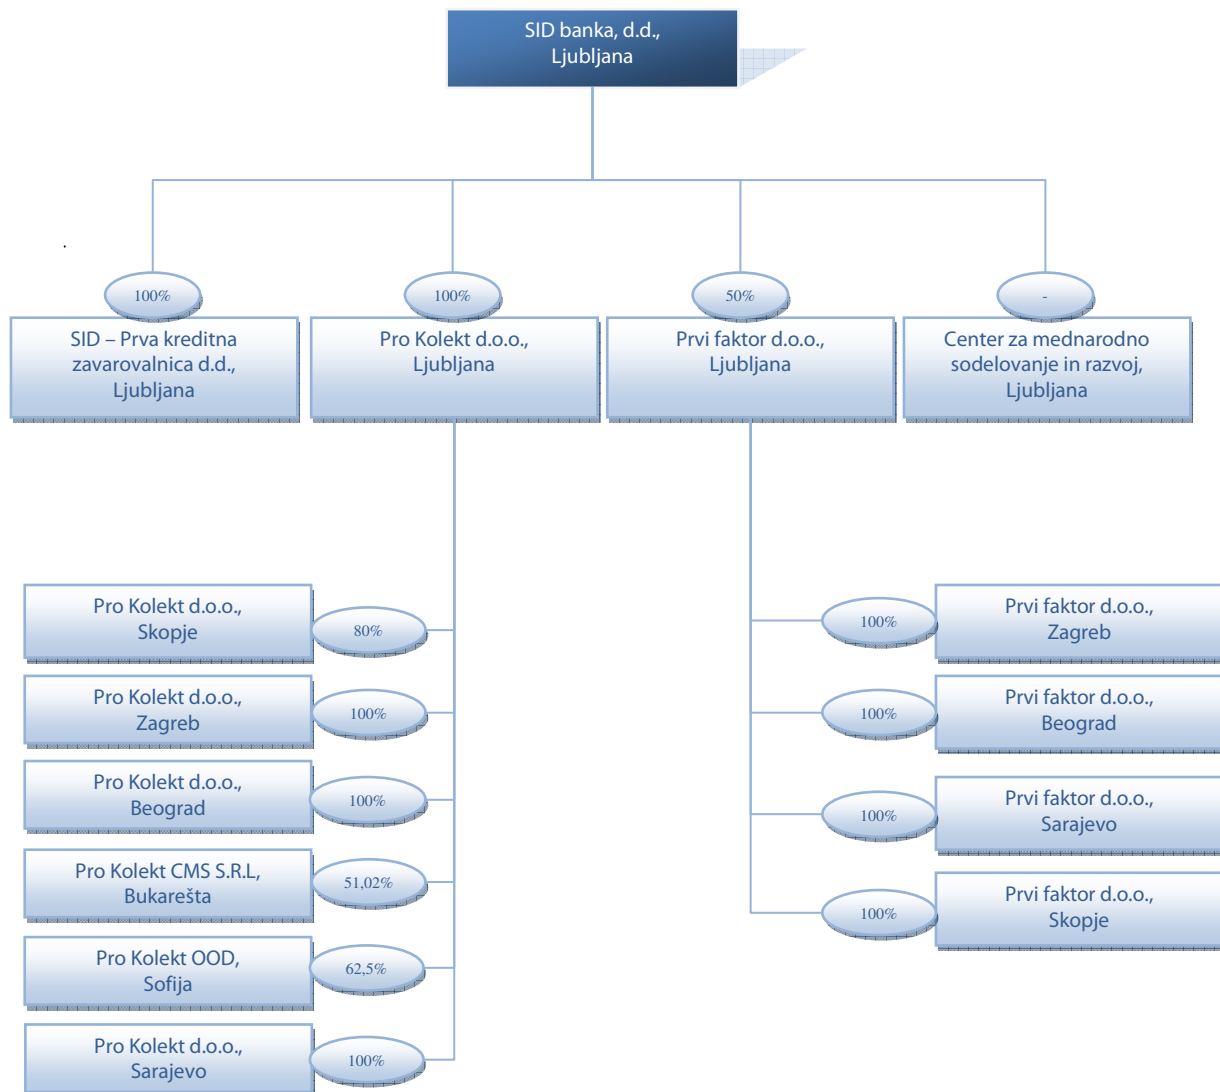 SID banka, d.d.,
Ljubljana
.
100%
SID – Prva kreditna
zavarovalnica d.d.,
Ljubljana
100%
Pro Kolekt d.o.o.,
Ljubljana
50%
Prvi faktor d.o.o.,
Ljubljana
-
Center za mednarodno
sodelovanje in razvoj,
Ljubljana
Pro Kolekt d.o.o.,
Skopje
80%
Pro Kolekt d.o.o.,
Zagreb
100%
Pro Kolekt d.o.o.,
Beograd
100%
Pro Kolekt CMS S.R.L,
Bukarešta
51,02%
Pro Kolekt OOD,
Sofija
62,5%
Pro Kolekt d.o.o.,
Sarajevo
100%
100%
Prvi faktor d.o.o.,
Zagreb
100%
Prvi faktor d.o.o.,
Beograd
100%
Prvi faktor d.o.o.,
Sarajevo
100%
Prvi faktor d.o.o.,
Skopje